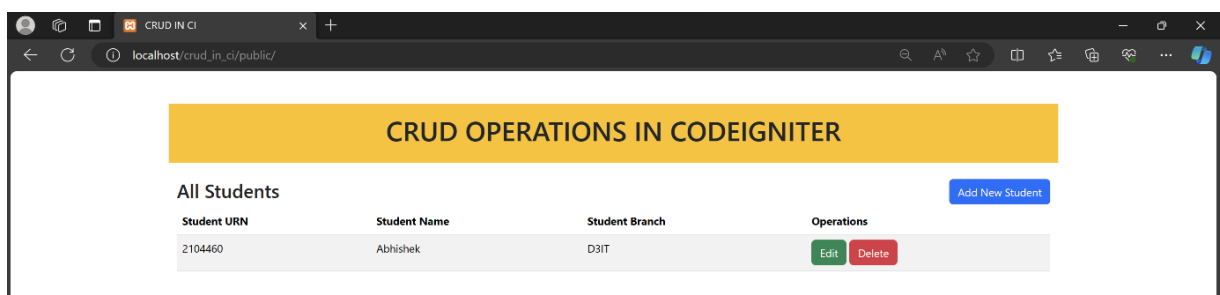 CRUD IN CI
localhost/crud_in_ci/public/
CRUD OPERATIONS IN CODEIGNITER
All Students
Add New Student
Student URN Student Name Student Branch Operations
2104460 Abhishek D3IT Edit Delete